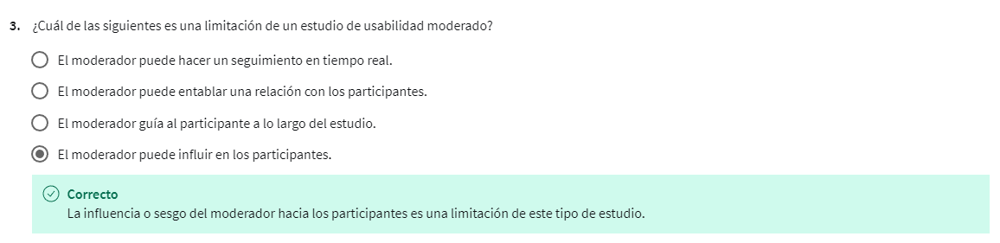 3. ¿Cuál de las siguientes es una limitación de un estudio de usabilidad moderado?
El moderador puede hacer un seguimiento en tiempo real.
El moderador puede entablar una relación con los participantes.
El moderador guía al participante a lo largo del estudio.
El moderador puede influir en los participantes.
Correcto
La influencia o sesgo del moderador hacia los participantes es una limitación de este tipo de estudio.